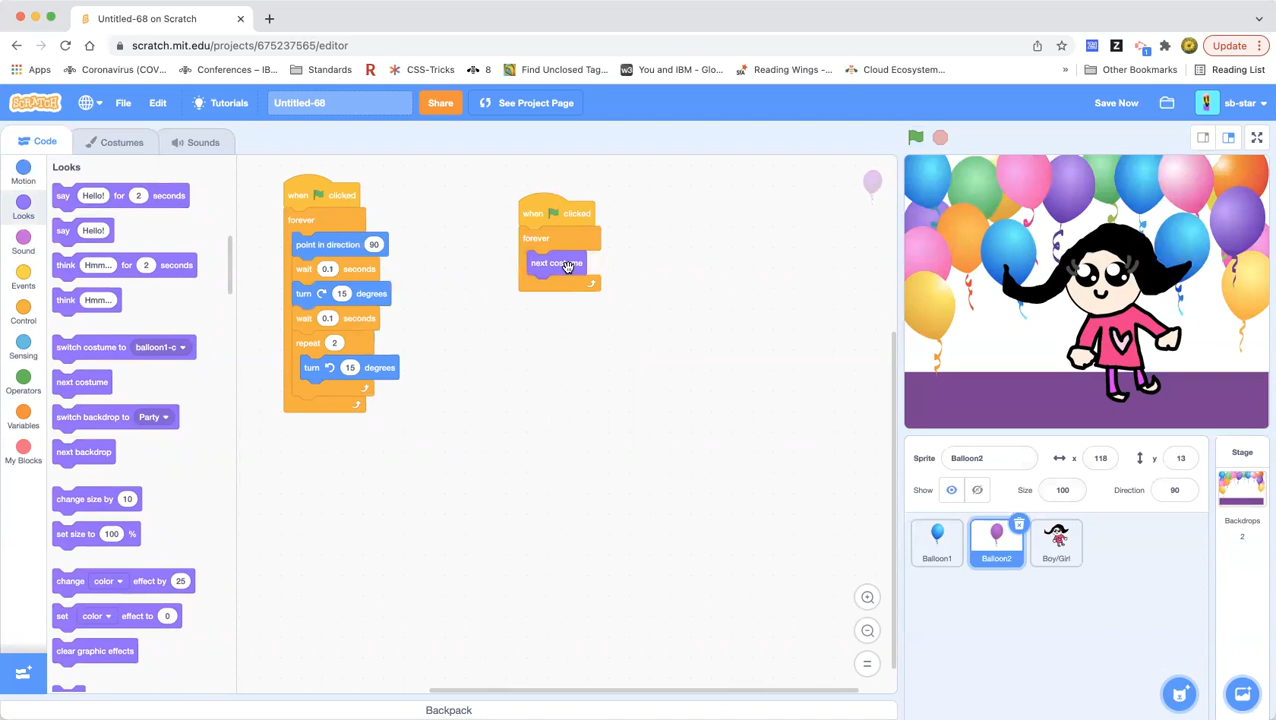 Untitled-68 on Scratch
scratch.mit.edu/projects/675237565/editor
Update
Apps
Coronavirus (COV...
Conferences – IB...
Standards
CSS-Tricks
8
Find Unclosed Tag...
You and IBM - Glo...
Reading Wings –...
Cloud Ecosystem...
»
Other Bookmarks
Reading List
SCRATCH
File
Edit
Tutorials
Untitled-68
Share
See Project Page
Save Now
sb-star
Code
Costumes
Sounds
Motion
Looks
Sound
Events
Control
Sensing
Operators
Variables
My Blocks
Looks
say Hello! for 2 seconds
say Hello!
think Hmm... for 2 seconds
think Hmm...
switch costume to balloon1-c
next costume
switch backdrop to Party
next backdrop
change size by 10
set size to 100 %
change color effect by 25
set color effect to 0
clear graphic effects
when clicked
forever
point in direction 90
wait 0.1 seconds
turn 15 degrees
wait 0.1 seconds
repeat 2
turn 15 degrees
when clicked
forever
next costume
Sprite Balloon2 x 118 y 13
Show Size 100 Direction 90
Balloon1
Balloon2
Boy/Girl
Stage
Backdrops
2
Backpack